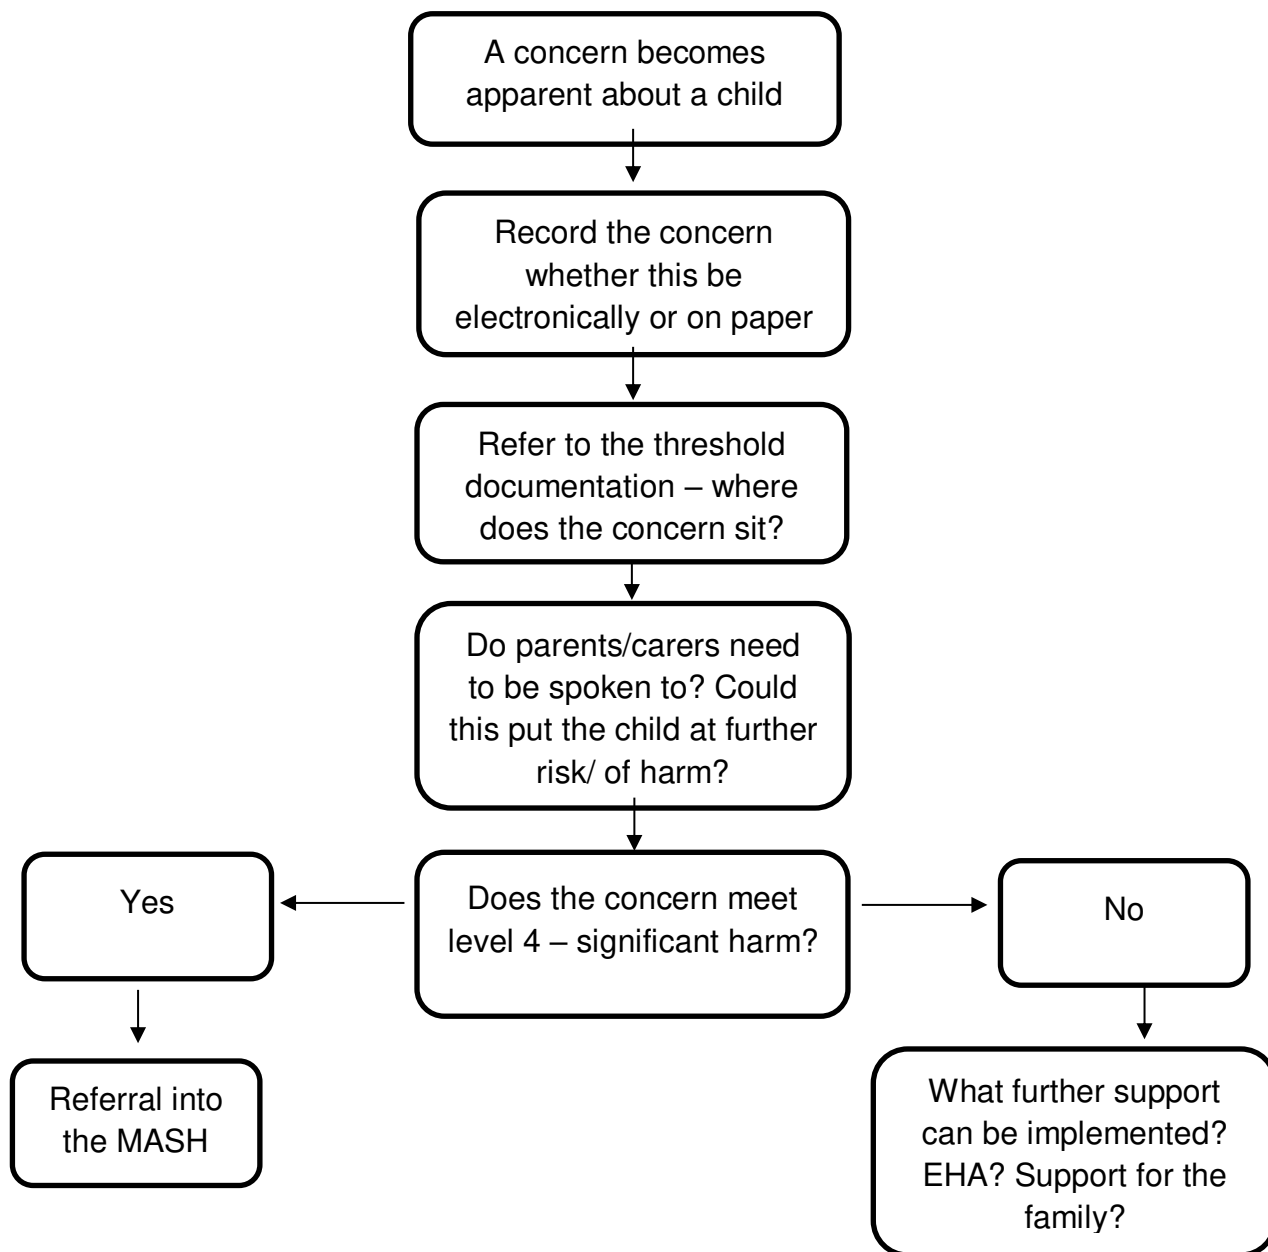 A concern becomes
apparent about a child
Record the concern
whether this be
electronically or on paper
Refer to the threshold
documentation – where
does the concern sit?
Do parents/carers need
to be spoken to? Could
this put the child at further
risk/ of harm?
Does the concern meet
level 4 – significant harm?
Yes
No
Referral into
the MASH
What further support
can be implemented?
EHA? Support for the
family?